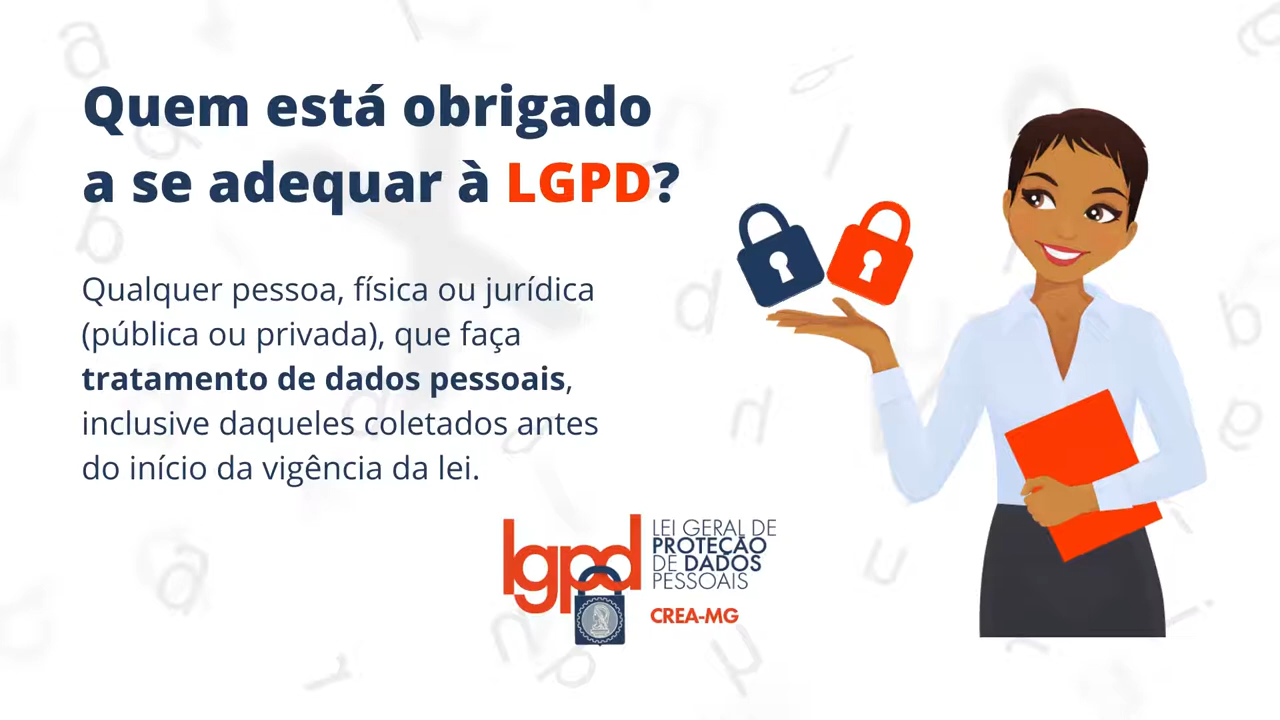 Quem está obrigado
a se adequar à LGPD?
Qualquer pessoa, física ou jurídica
(pública ou privada), que faça
tratamento de dados pessoais,
inclusive daqueles coletados antes
do início da vigência da lei.
lgpd
LEI GERAL DE
PROTEÇÃO
DE DADOS
PESSOAIS
CREA-MG